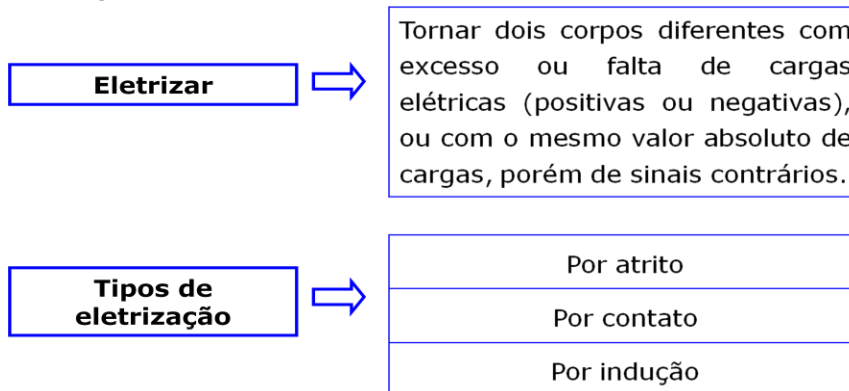 Eletrizar
Tornar dois corpos diferentes com
excesso ou falta de cargas
elétricas (positivas ou negativas),
ou com o mesmo valor absoluto de
cargas, porém de sinais contrários.
Tipos de
eletrização
Por atrito
Por contato
Por indução